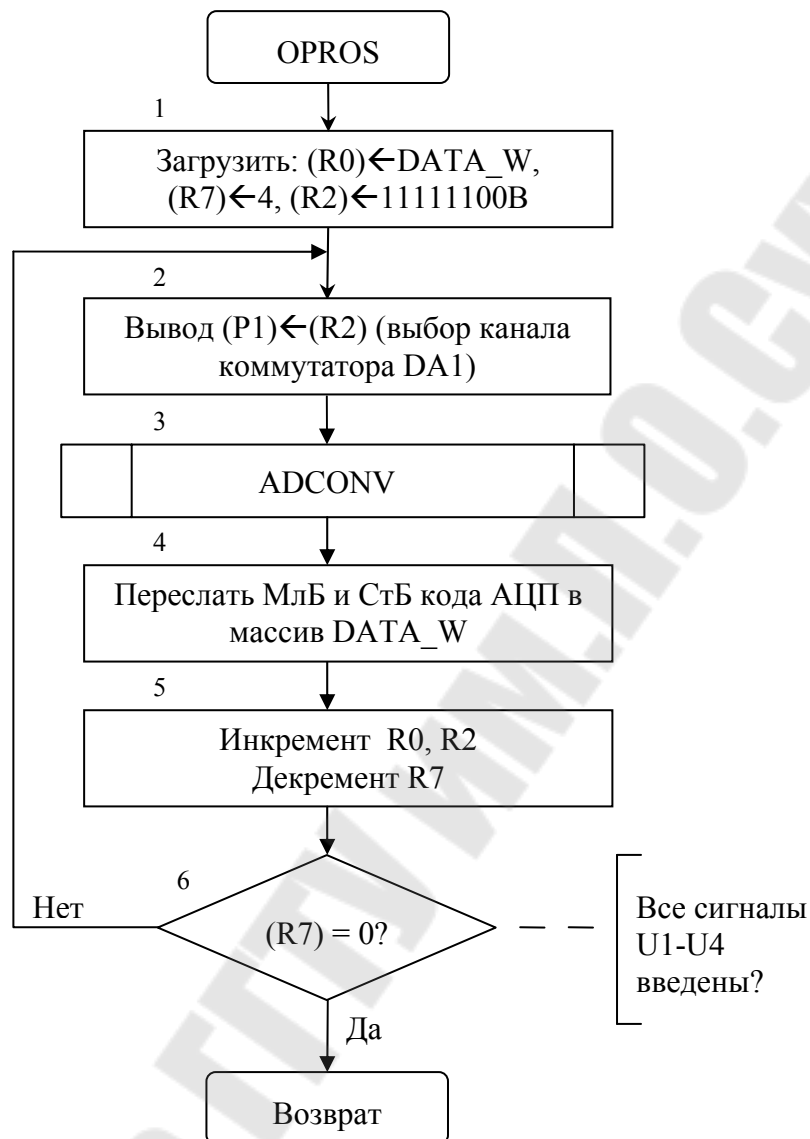 OPROS
1
Загрузить: (R0)←DATA_W,
(R7)←4, (R2)←11111100B
2
Вывод (P1)←(R2) (выбор канала
коммутатора DA1)
3
ADCONV
4
Переслать МлБ и СтБ кода АЦП в
массив DATA_W
5
Инкремент R0, R2
Декремент R7
6
Нет
(R7) = 0?
Все сигналы
U1-U4
введены?
Да
Возврат
ГГТУ ИМ.П.О.